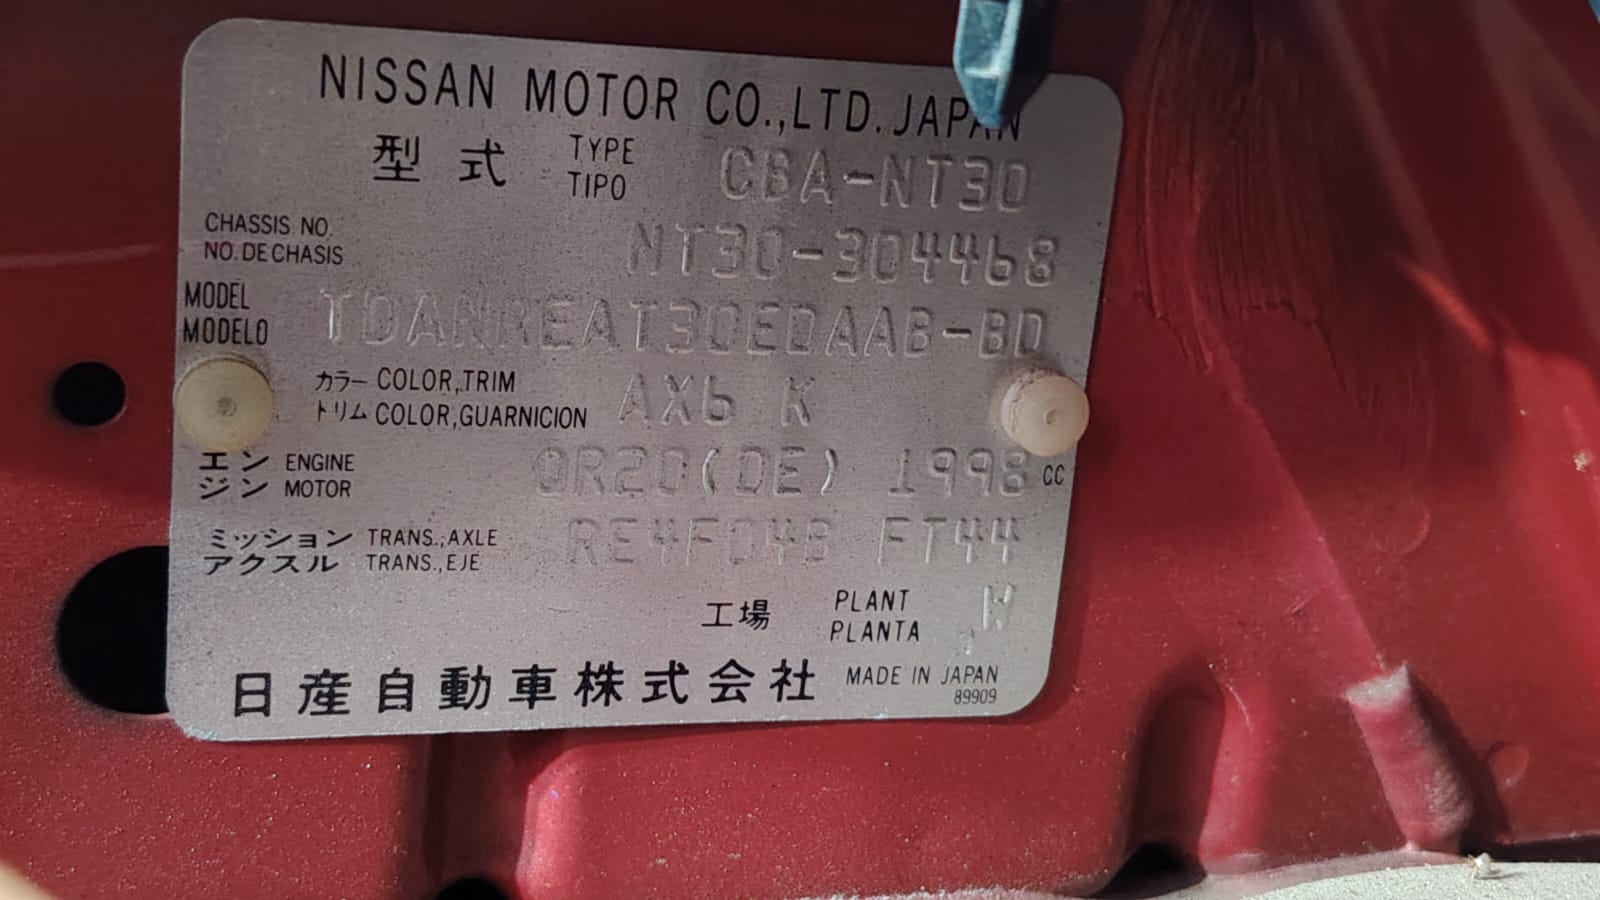 NISSAN MOTOR CO.,LTD. JAPAN
型式 TYPE CBA-NT30
TIPO
CHASSIS NO. NT30-304468
NO. DE CHASIS
MODEL TDANREAT30EDAAB-BD
MODELO
カラー COLOR,TRIM AX6 K
トリム COLOR,GUARNICION
エン ENGINE QR20(DE) 1998 CC
ジン MOTOR
ミッション TRANS.,AXLE RE4F04B FT44
アクスル TRANS.,EJE
工場 PLANT W
PLANTA
日産自動車株式会社 MADE IN JAPAN
89909